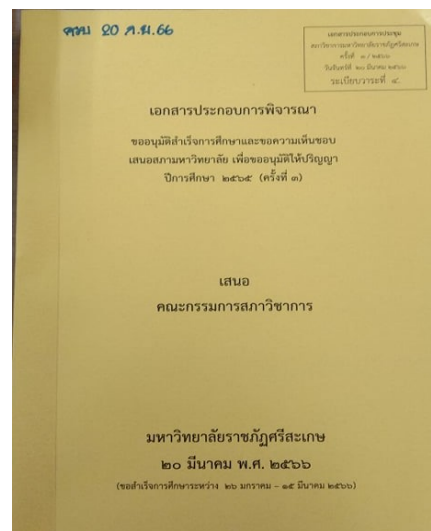 20 ก.ย.66
เอกสารประกอบการประชุม
สภาวิชาการมหาวิทยาลัยราชภัฏศรีสะเกษ
ครั้งที่ ๓ / ๒๕๖๖
วันจันทร์ที่ ๒๐ มีนาคม ๒๕๖๖
ระเบียบวาระที่ ๔.
เอกสารประกอบการพิจารณา
ขออนุมัติสำเร็จการศึกษาและขอความเห็นชอบ
เสนอสภามหาวิทยาลัย เพื่อขออนุมัติให้ปริญญา
ปีการศึกษา ๒๕๖๕ (ครั้งที่ ๓)
เสนอ
คณะกรรมการสภาวิชาการ
มหาวิทยาลัยราชภัฏศรีสะเกษ
๒๐ มีนาคม พ.ศ. ๒๕๖๖
(ขอสำเร็จการศึกษาระหว่าง ๒๖ มกราคม – ๑๕ มีนาคม ๒๕๖๖)